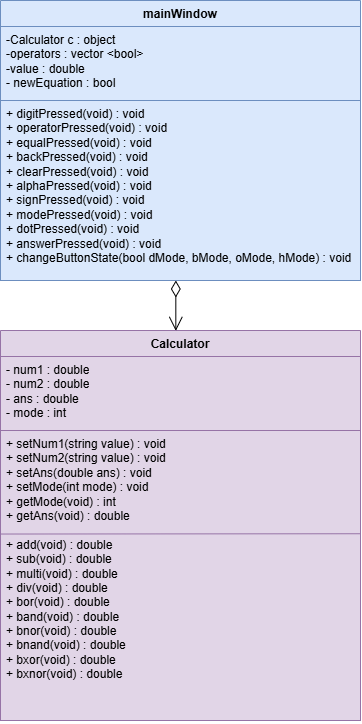 mainWindow
-Calculator c : object
-operators : vector <bool>
-value : double
- newEquation : bool
+ digitPressed(void) : void
+ operatorPressed(void) : void
+ equalPressed(void) : void
+ backPressed(void) : void
+ clearPressed(void) : void
+ alphaPressed(void) : void
+ signPressed(void) : void
+ modePressed(void) : void
+ dotPressed(void) : void
+ answerPressed(void) : void
+ changeButtonState(bool dMode, bMode, oMode, hMode) : void
Calculator
- num1 : double
- num2 : double
- ans : double
- mode : int
+ setNum1(string value) : void
+ setNum2(string value) : void
+ setAns(double ans) : void
+ setMode(int mode) : void
+ getMode(void) : int
+ getAns(void) : double
+ add(void) : double
+ sub(void) : double
+ multi(void) : double
+ div(void) : double
+ bor(void) : double
+ band(void) : double
+ bnor(void) : double
+ bnand(void) : double
+ bxor(void) : double
+ bxnor(void) : double